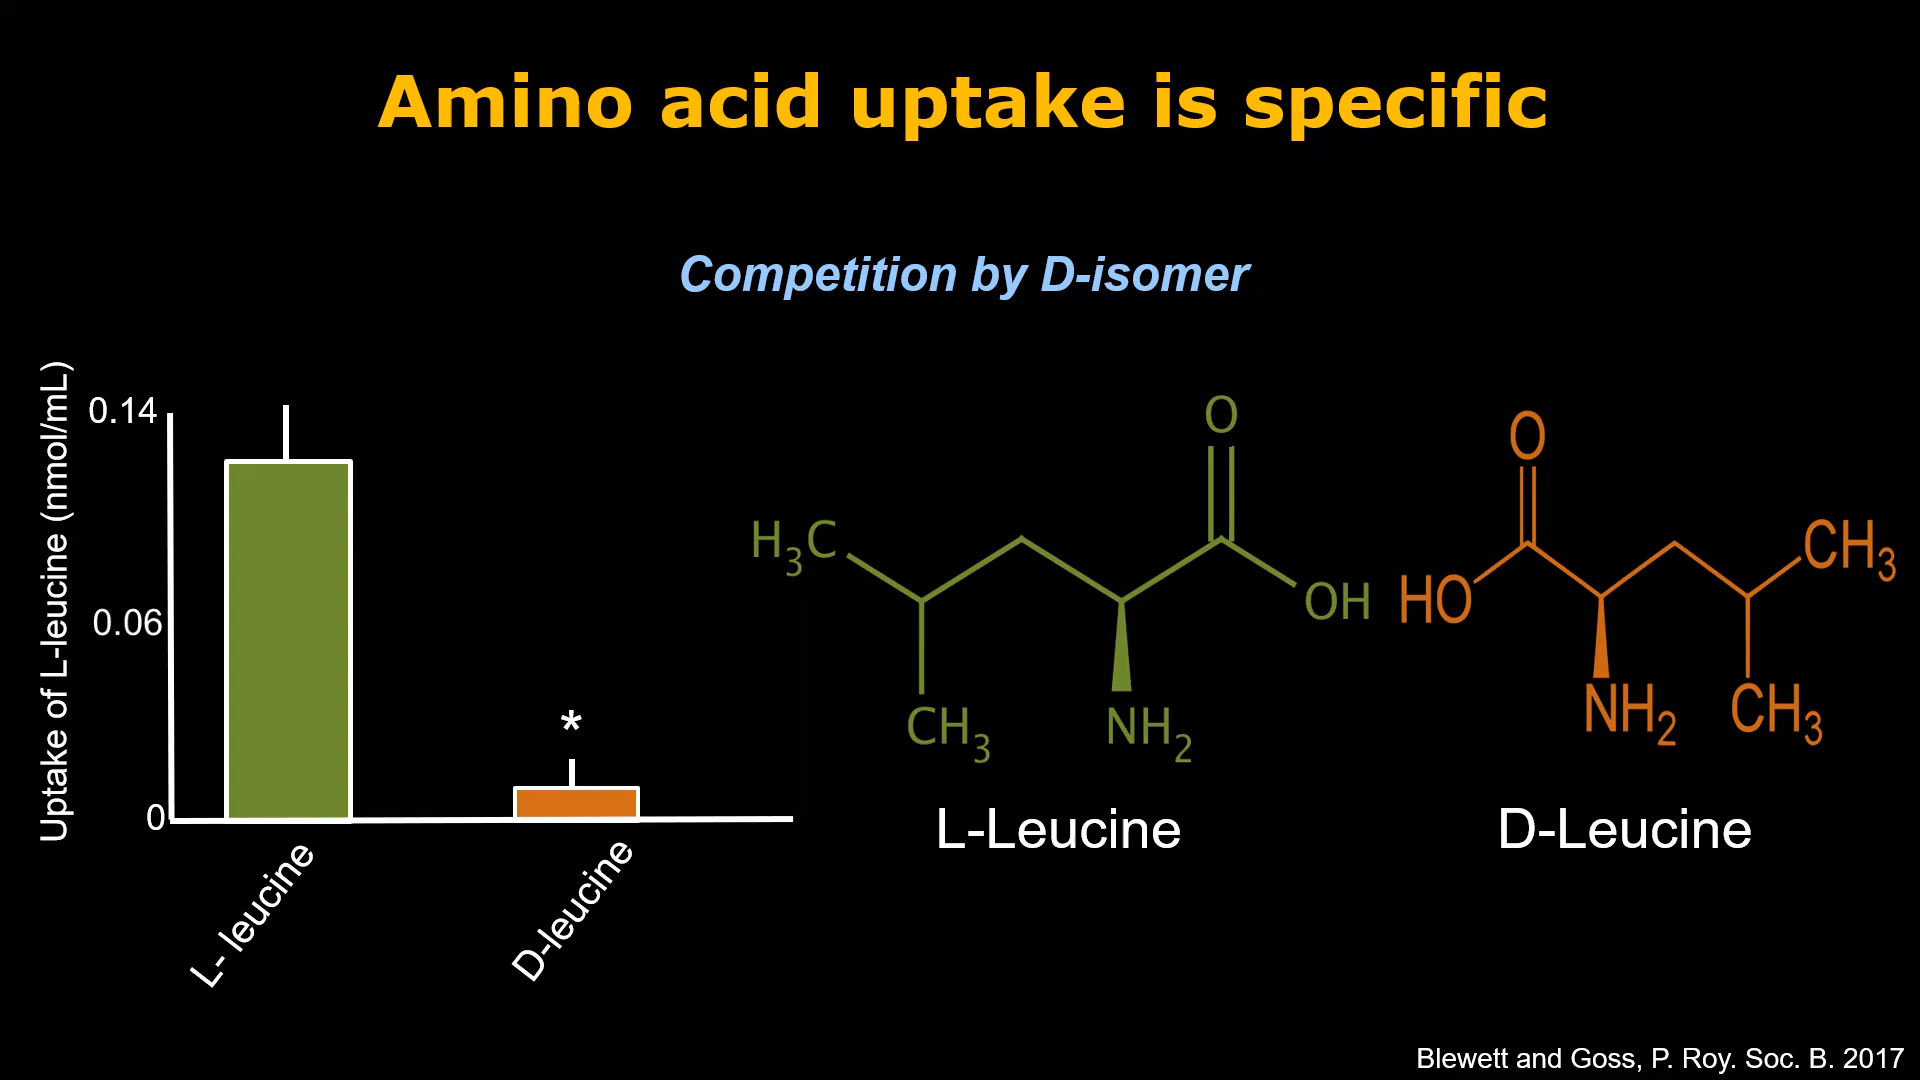 Amino acid uptake is specific
Competition by D-isomer
Uptake of L-leucine (nmol/mL)
0.14
0.06
0
*
L- leucine
D-leucine
O
H3C
OH
CH3
NH2
L-Leucine
O
CH3
HO
NH2
CH3
D-Leucine
Blewett and Goss, P. Roy. Soc. B. 2017